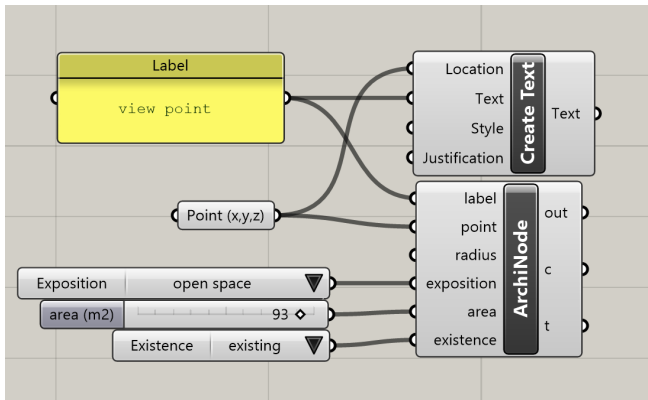 Label
view point
Point (x,y,z)
Exposition open space
area (m2) 93
Existence existing
Location
Text
Style
Justification
Create Text
Text
label
point
radius
exposition
area
existence
ArchiNode
out
c
t